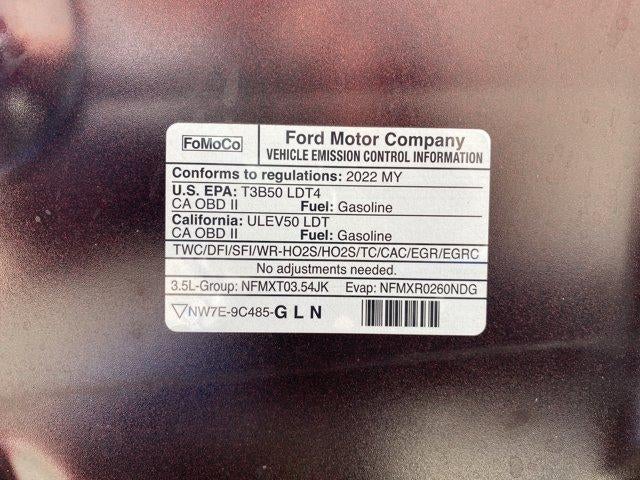 FoMoCo
Ford Motor Company
VEHICLE EMISSION CONTROL INFORMATION
Conforms to regulations: 2022 MY
U.S. EPA: T3B50 LDT4
CA OBD II Fuel: Gasoline
California: ULEV50 LDT
CA OBD II Fuel: Gasoline
TWC/DFI/SFI/WR-HO2S/HO2S/TC/CAC/EGR/EGRC
No adjustments needed.
3.5L-Group: NFMXT03.54JK Evap: NFMXR0260NDG
NW7E-9C485-G L N